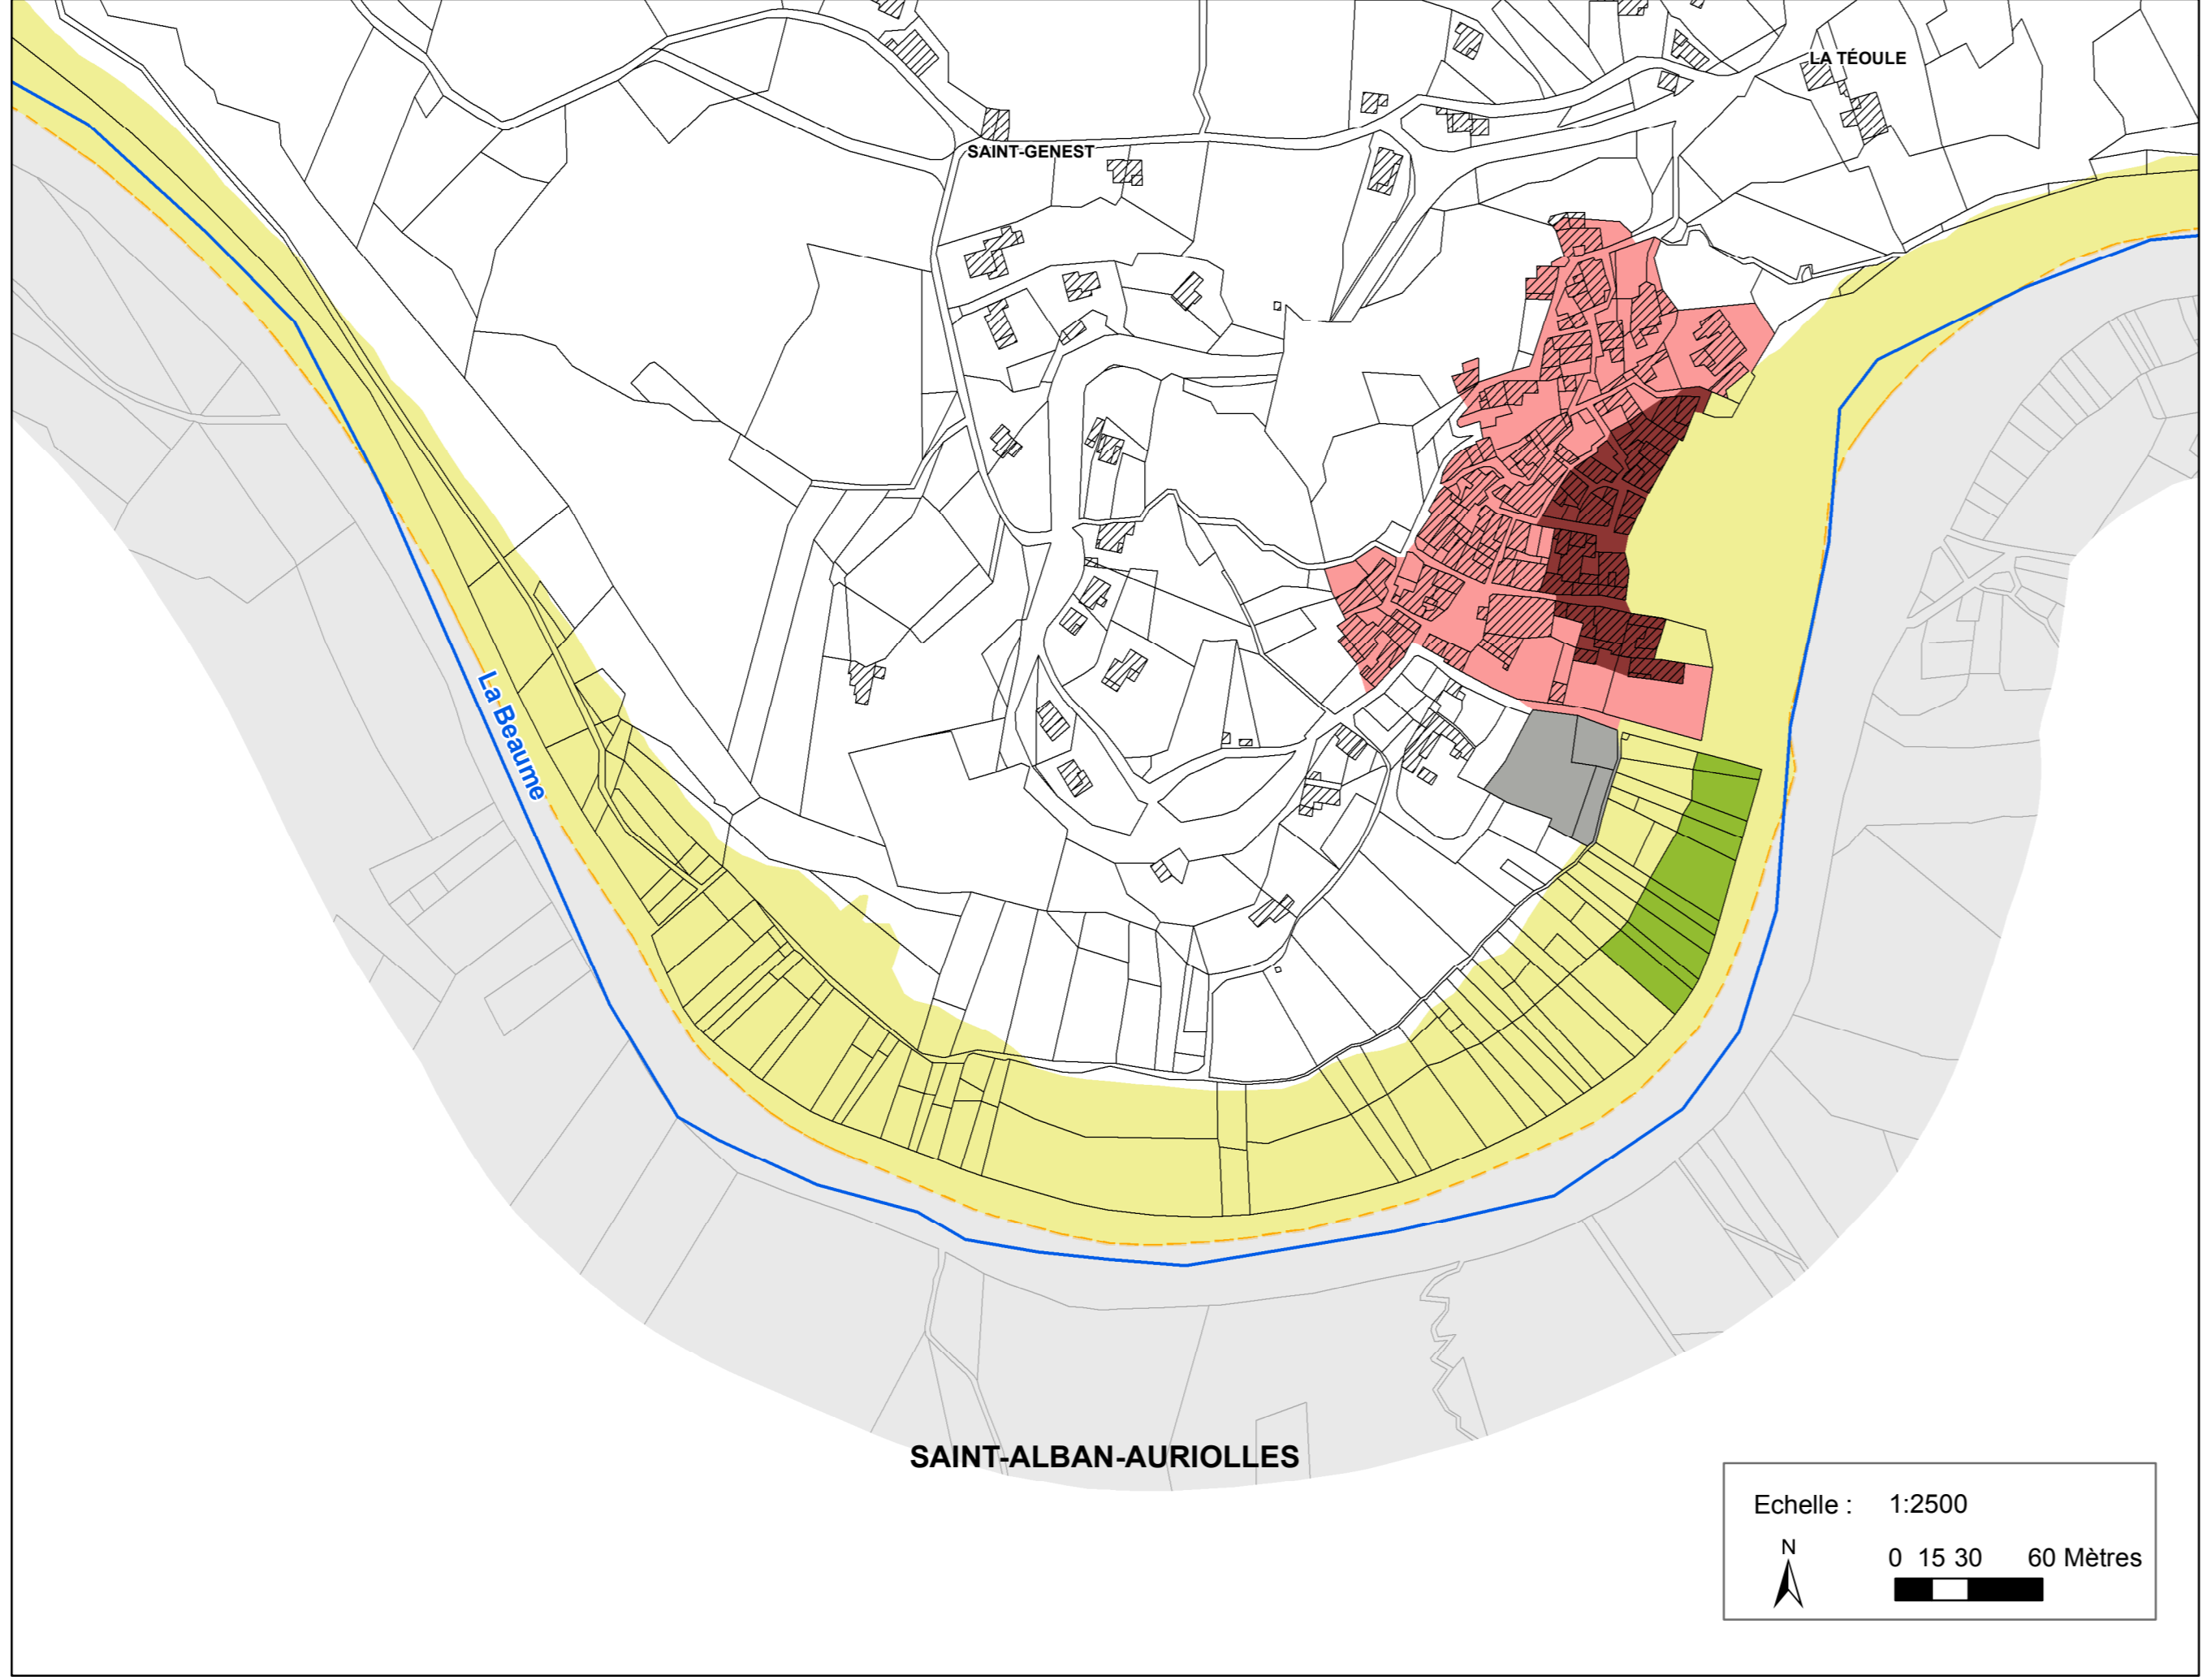 LA TÉOULE
SAINT-GENEST
La Beaume
SAINT-ALBAN-AURIOLLES
Echelle : 1:2500
N
0 15 30 60 Mètres